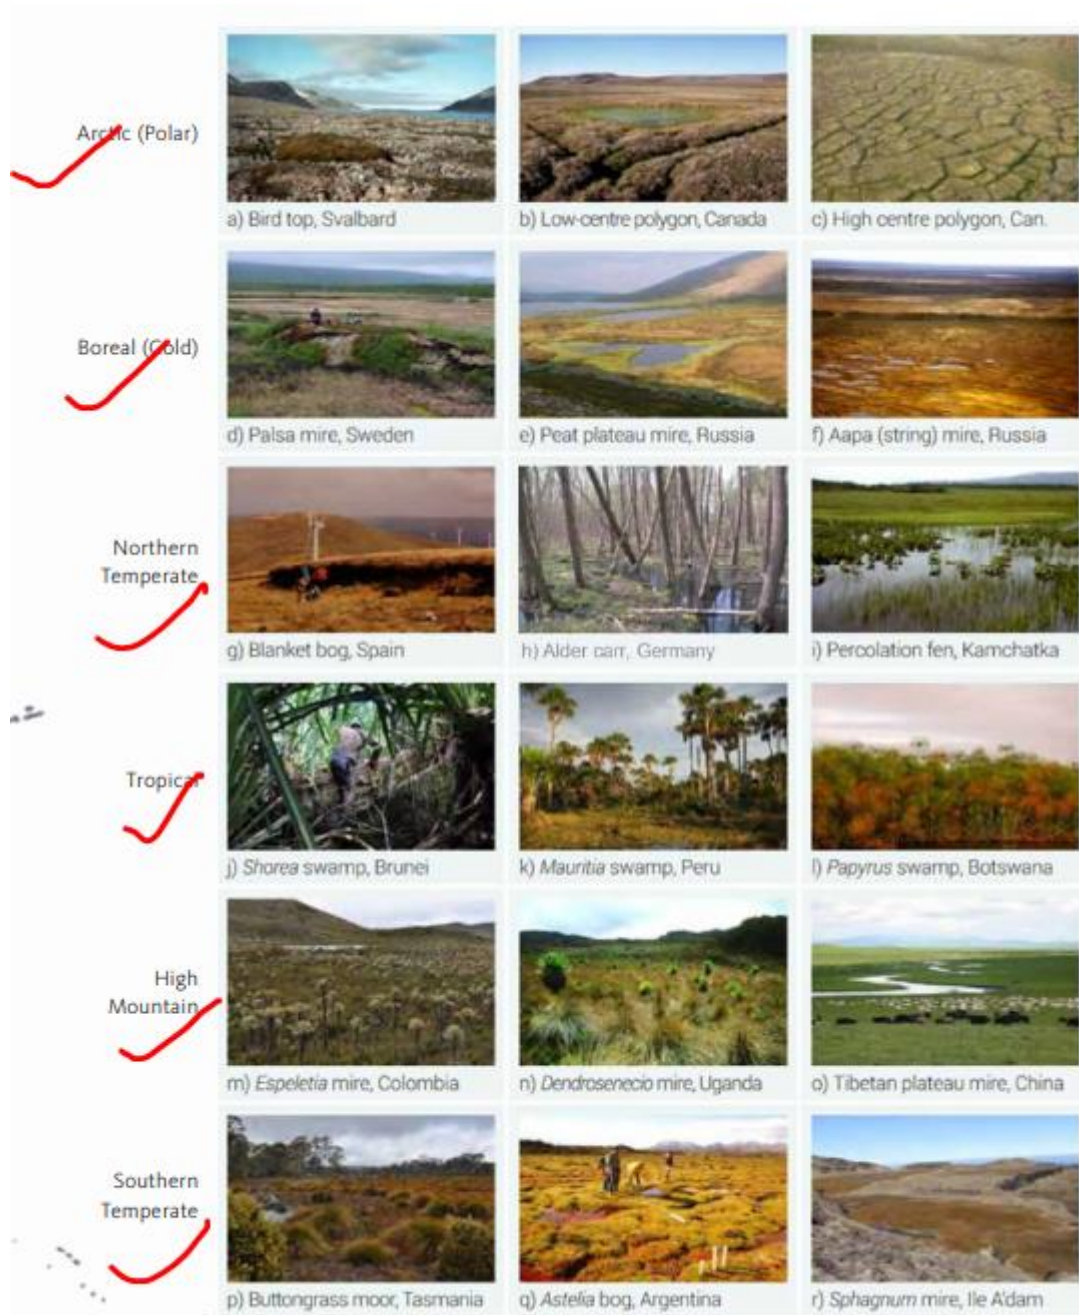 Arctic (Polar)
a) Bird top, Svalbard
b) Low-centre polygon, Canada
c) High centre polygon, Can.
Boreal (Cold)
d) Palsa mire, Sweden
e) Peat plateau mire, Russia
f) Aapa (string) mire, Russia
Northern
Temperate
g) Blanket bog, Spain
h) Alder carr, Germany
i) Percolation fen, Kamchatka
Tropical
j) Shorea swamp, Brunei
k) Mauritia swamp, Peru
l) Papyrus swamp, Botswana
High
Mountain
m) Espeletia mire, Colombia
n) Dendrosenecio mire, Uganda
o) Tibetan plateau mire, China
Southern
Temperate
p) Buttongrass moor, Tasmania
q) Astelia bog, Argentina
r) Sphagnum mire, Ile A'dam